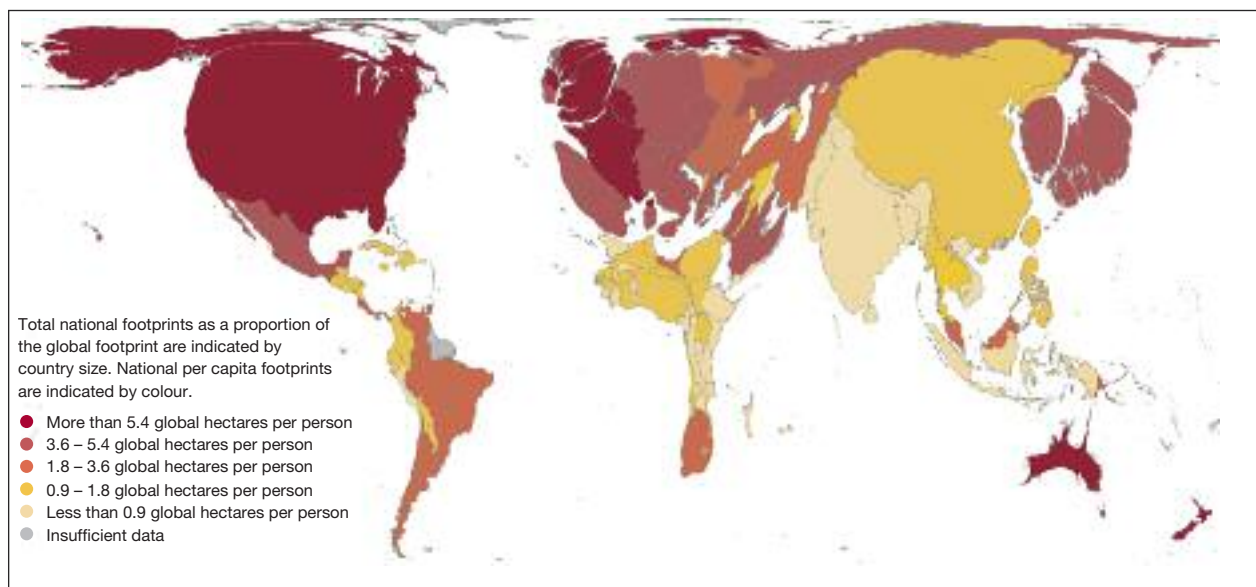 Total national footprints as a proportion of
the global footprint are indicated by
country size. National per capita footprints
are indicated by colour.
More than 5.4 global hectares per person
3.6 – 5.4 global hectares per person
1.8 – 3.6 global hectares per person
0.9 – 1.8 global hectares per person
Less than 0.9 global hectares per person
Insufficient data